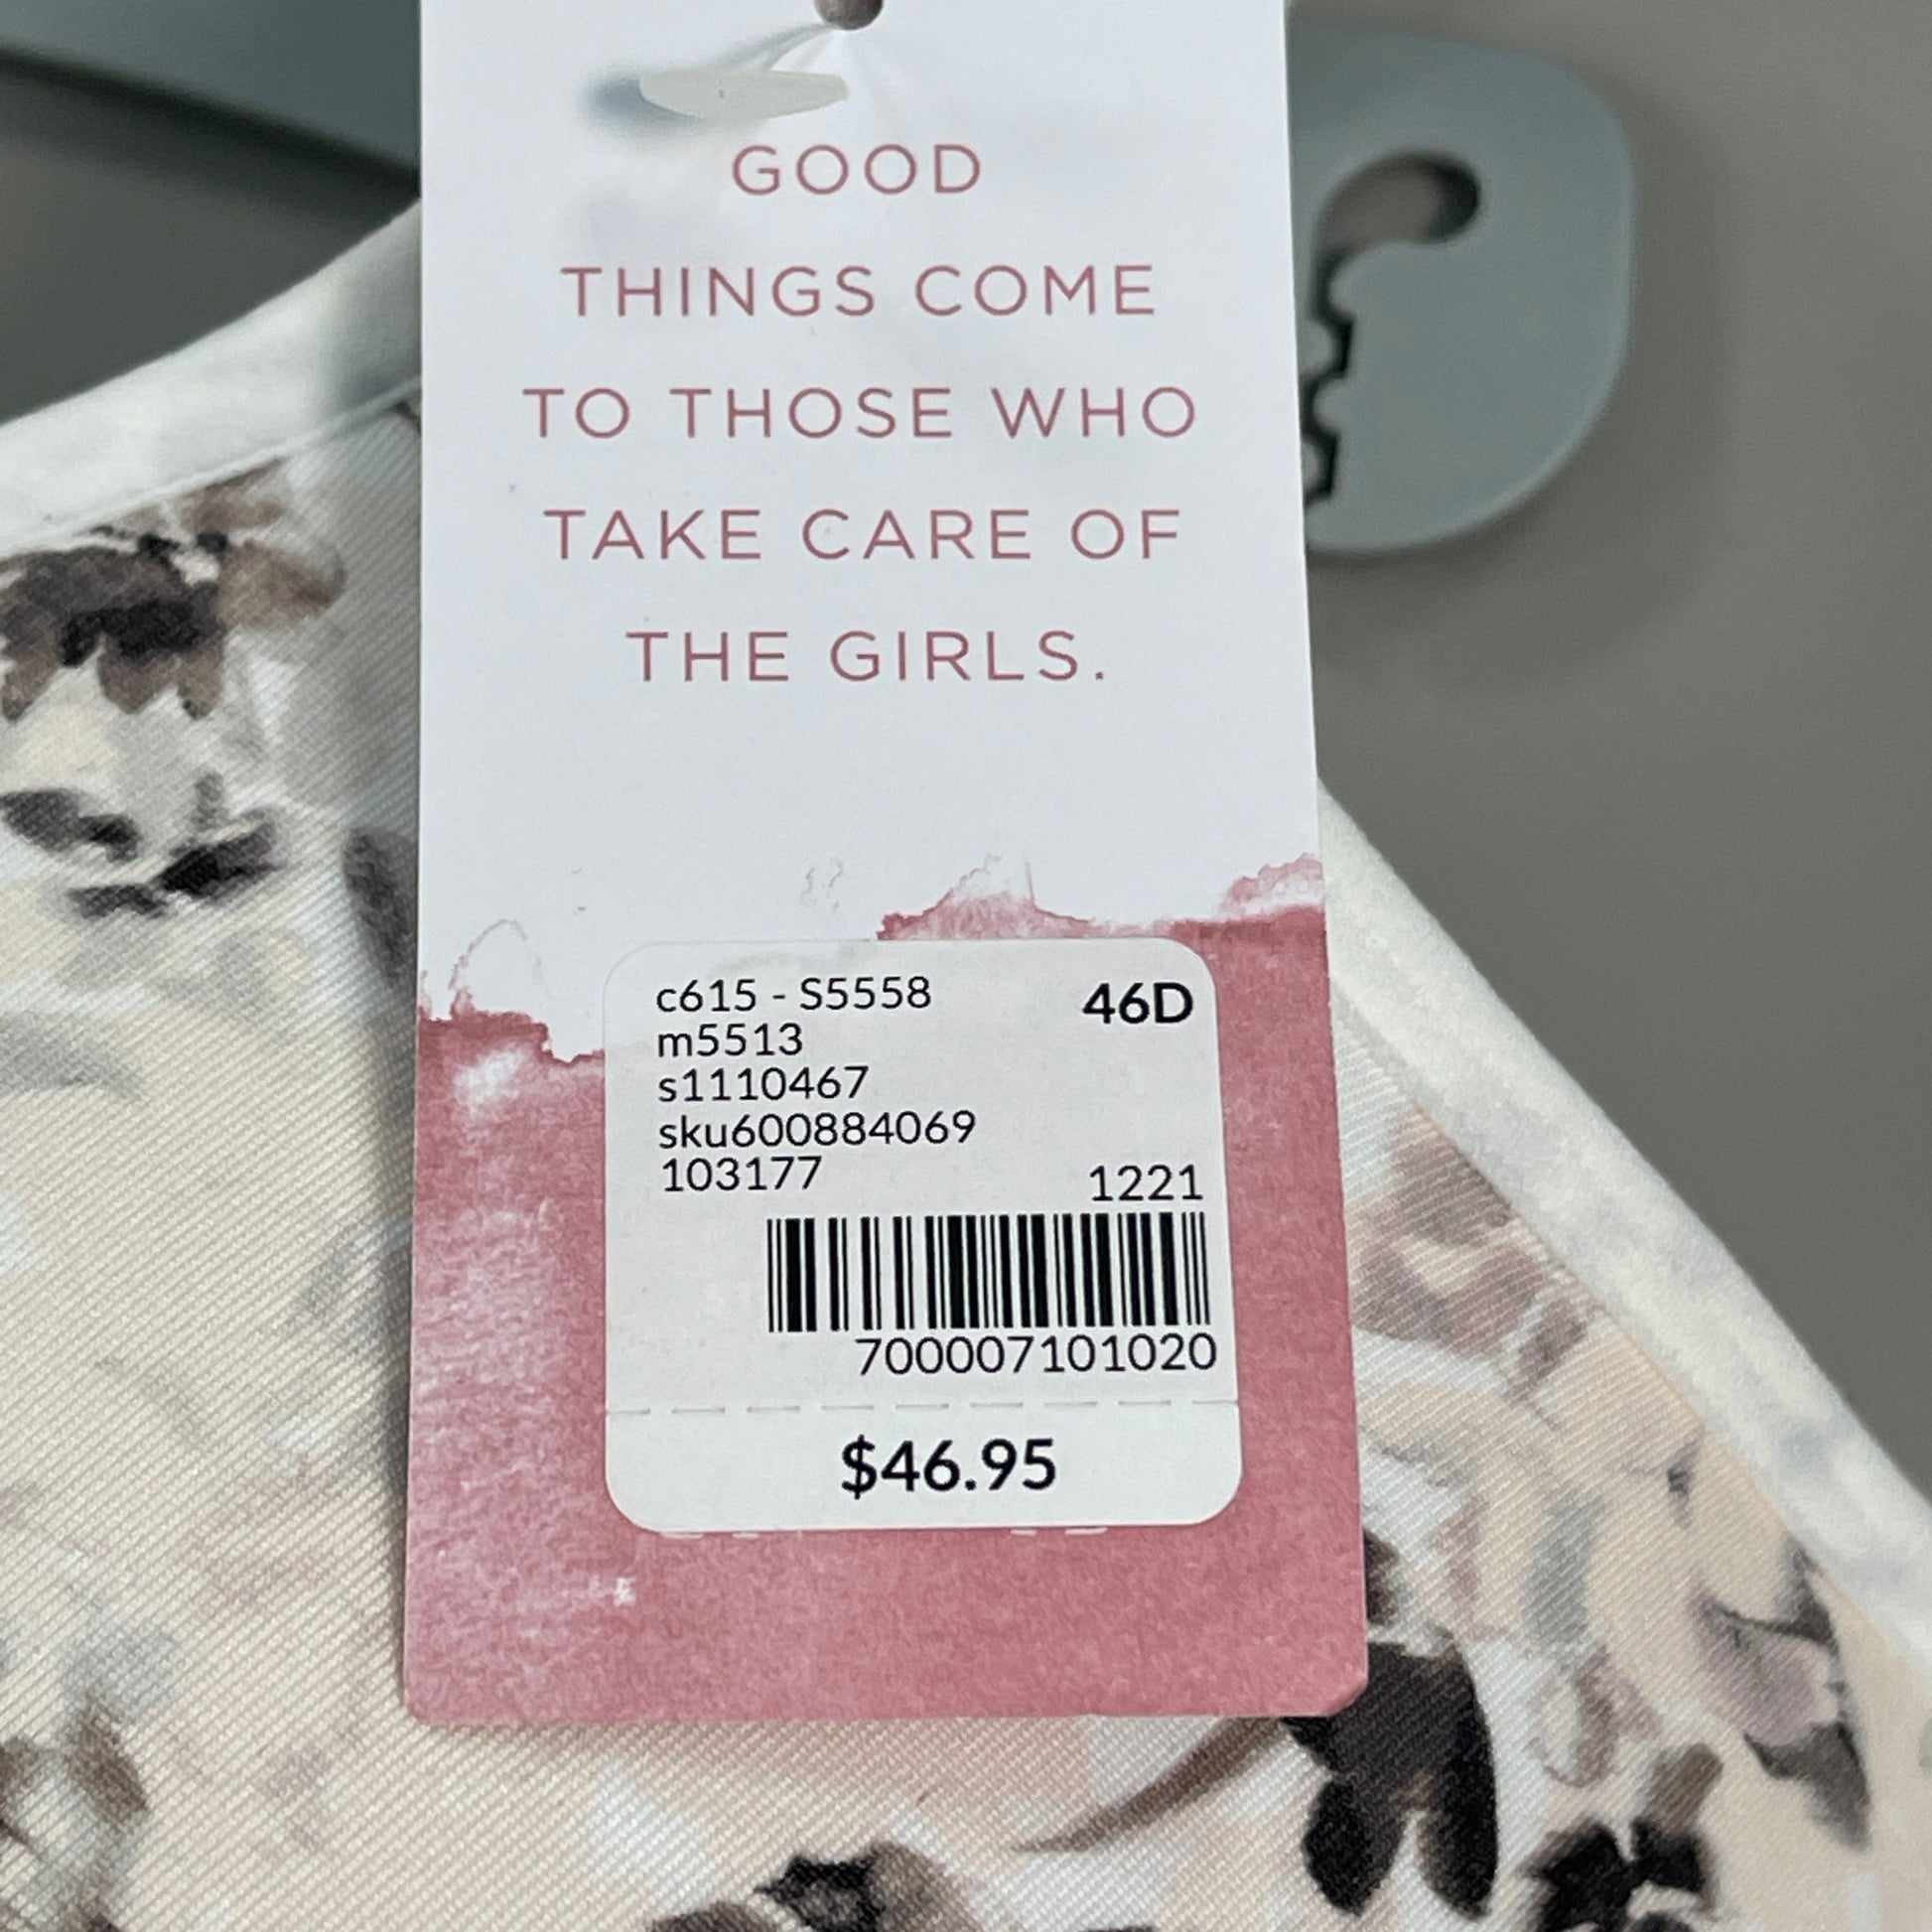 GOOD
THINGS COME
TO THOSE WHO
TAKE CARE OF
THE GIRLS.
c615 - S5558 46D
m5513
s1110467
sku600884069
103177 1221
700007101020
$46.95